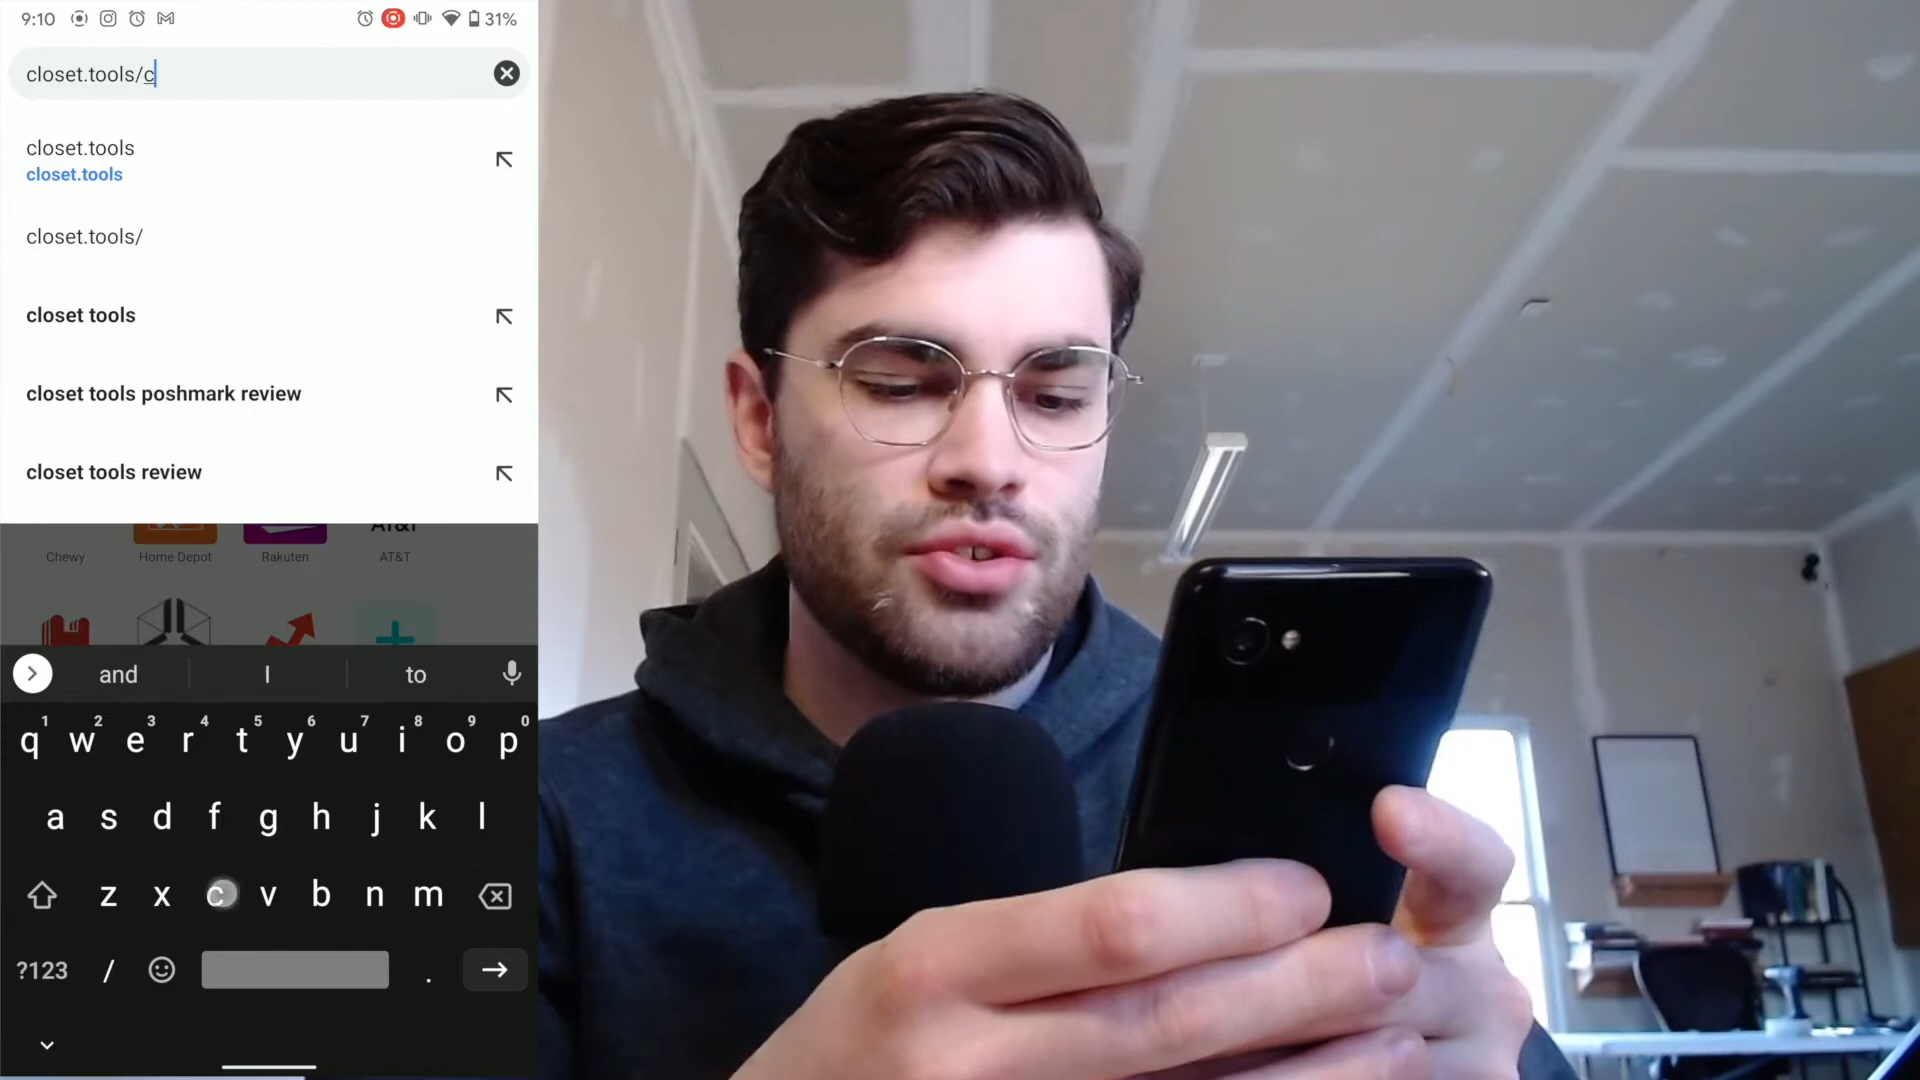 9:10 31%
closet.tools/c
closet.tools
closet.tools
closet.tools/
closet tools
closet tools poshmark review
closet tools review
AT&T
Chewy Home Depot Rakuten AT&T
and I to
1 2 3 4 5 6 7 8 9 0
q w e r t y u i o p
a s d f g h j k l
z x c v b n m
?123 / .